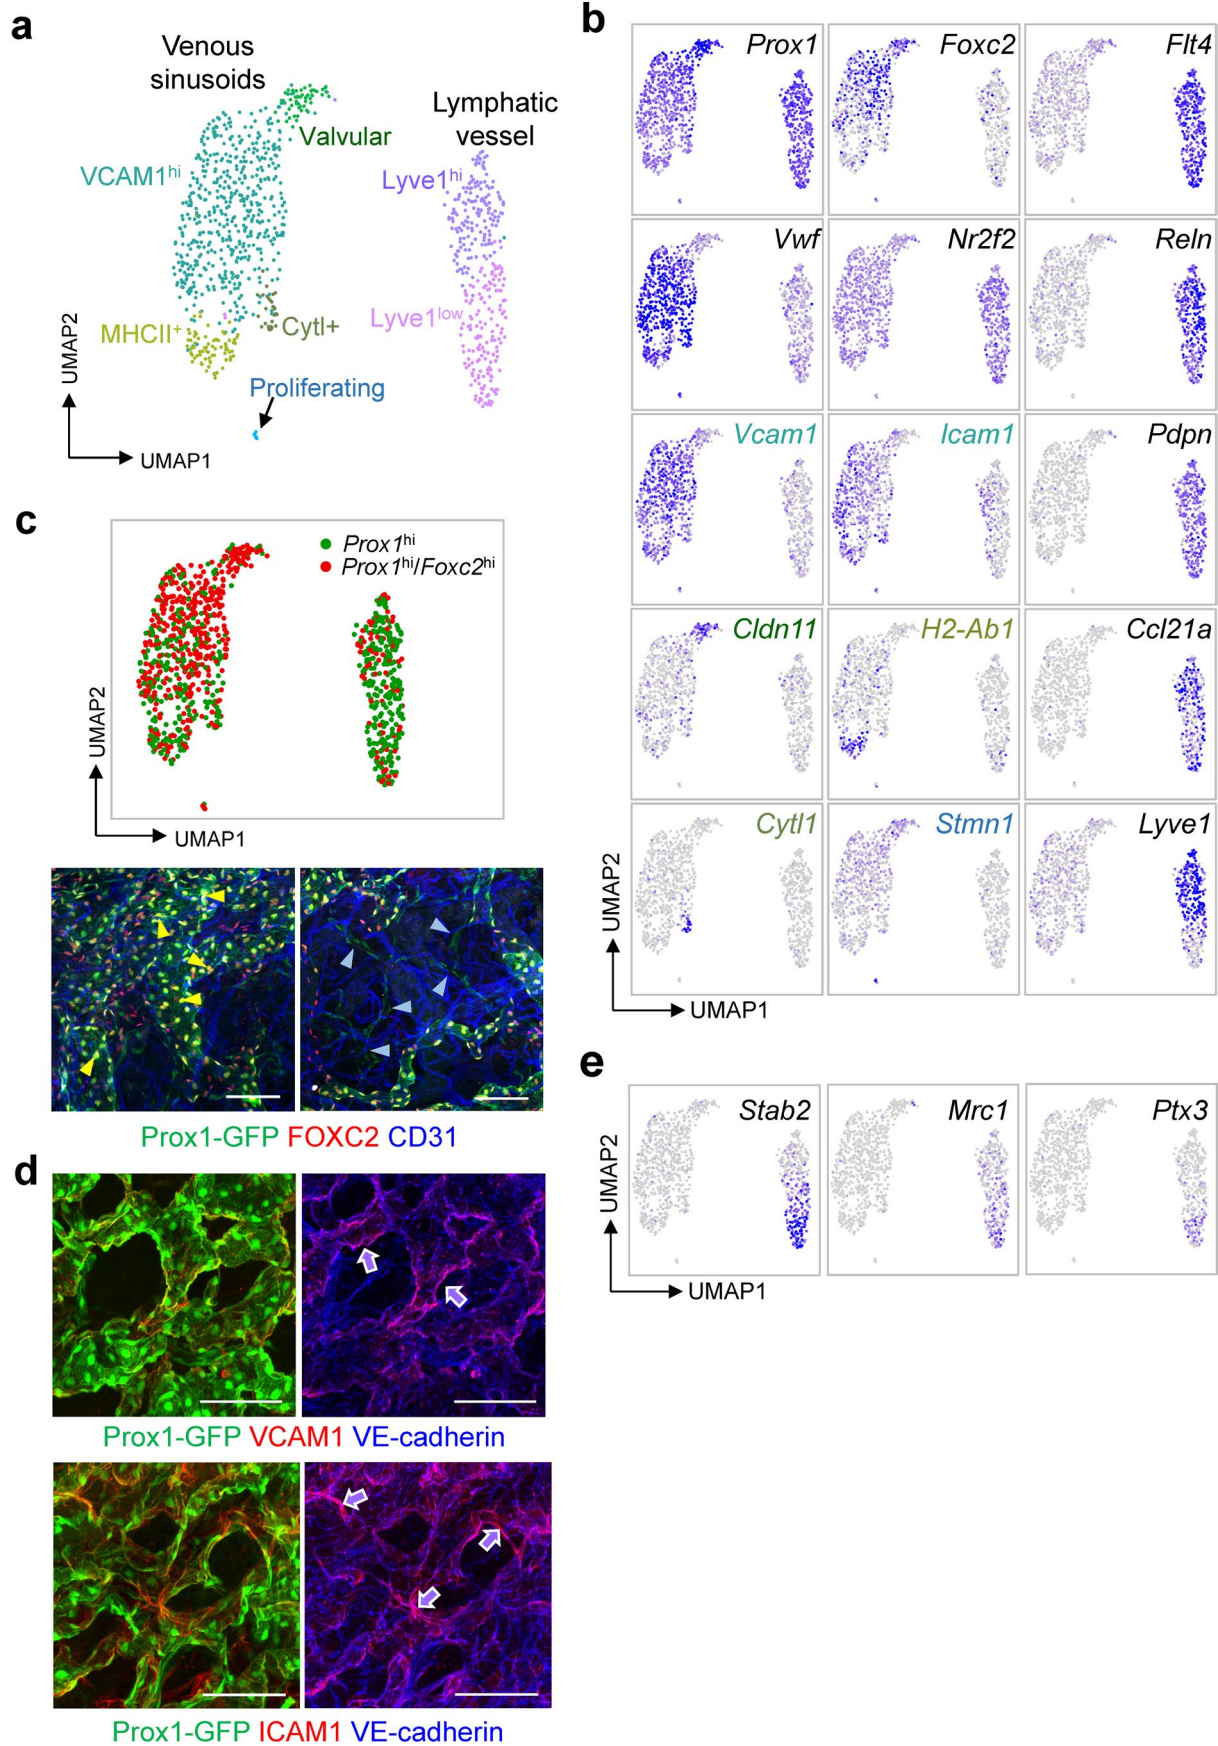 a
Venous
sinusoids
Lymphatic
vessel
Valvular
VCAM1hi
Lyve1hi
Lyve1low
MHCII+
Cytl+
Proliferating
UMAP2
UMAP1
b
Prox1
Foxc2
Flt4
Vwf
Nr2f2
Reln
Vcam1
Icam1
Pdpn
Cldn11
H2-Ab1
Ccl21a
Cytl1
Stmn1
Lyve1
UMAP2
UMAP1
c
Prox1hi
Prox1hi/Foxc2hi
UMAP2
UMAP1
Prox1-GFP FOXC2 CD31
d
Prox1-GFP VCAM1 VE-cadherin
Prox1-GFP ICAM1 VE-cadherin
e
Stab2
Mrc1
Ptx3
UMAP2
UMAP1